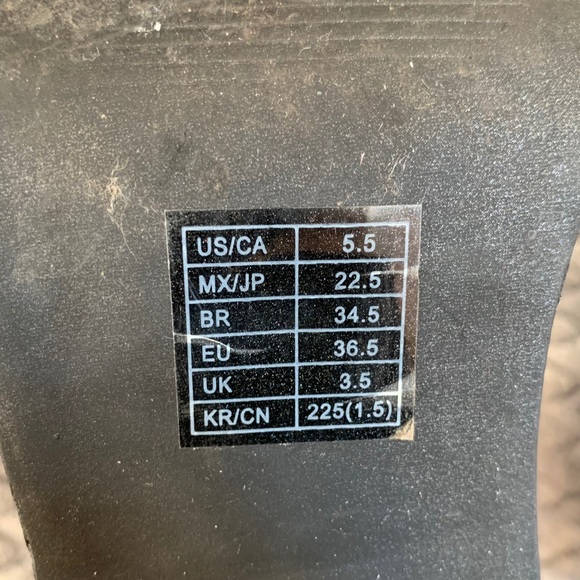 US/CA 5.5
MX/JP 22.5
BR 34.5
EU 36.5
UK 3.5
KR/CN 225(1.5)